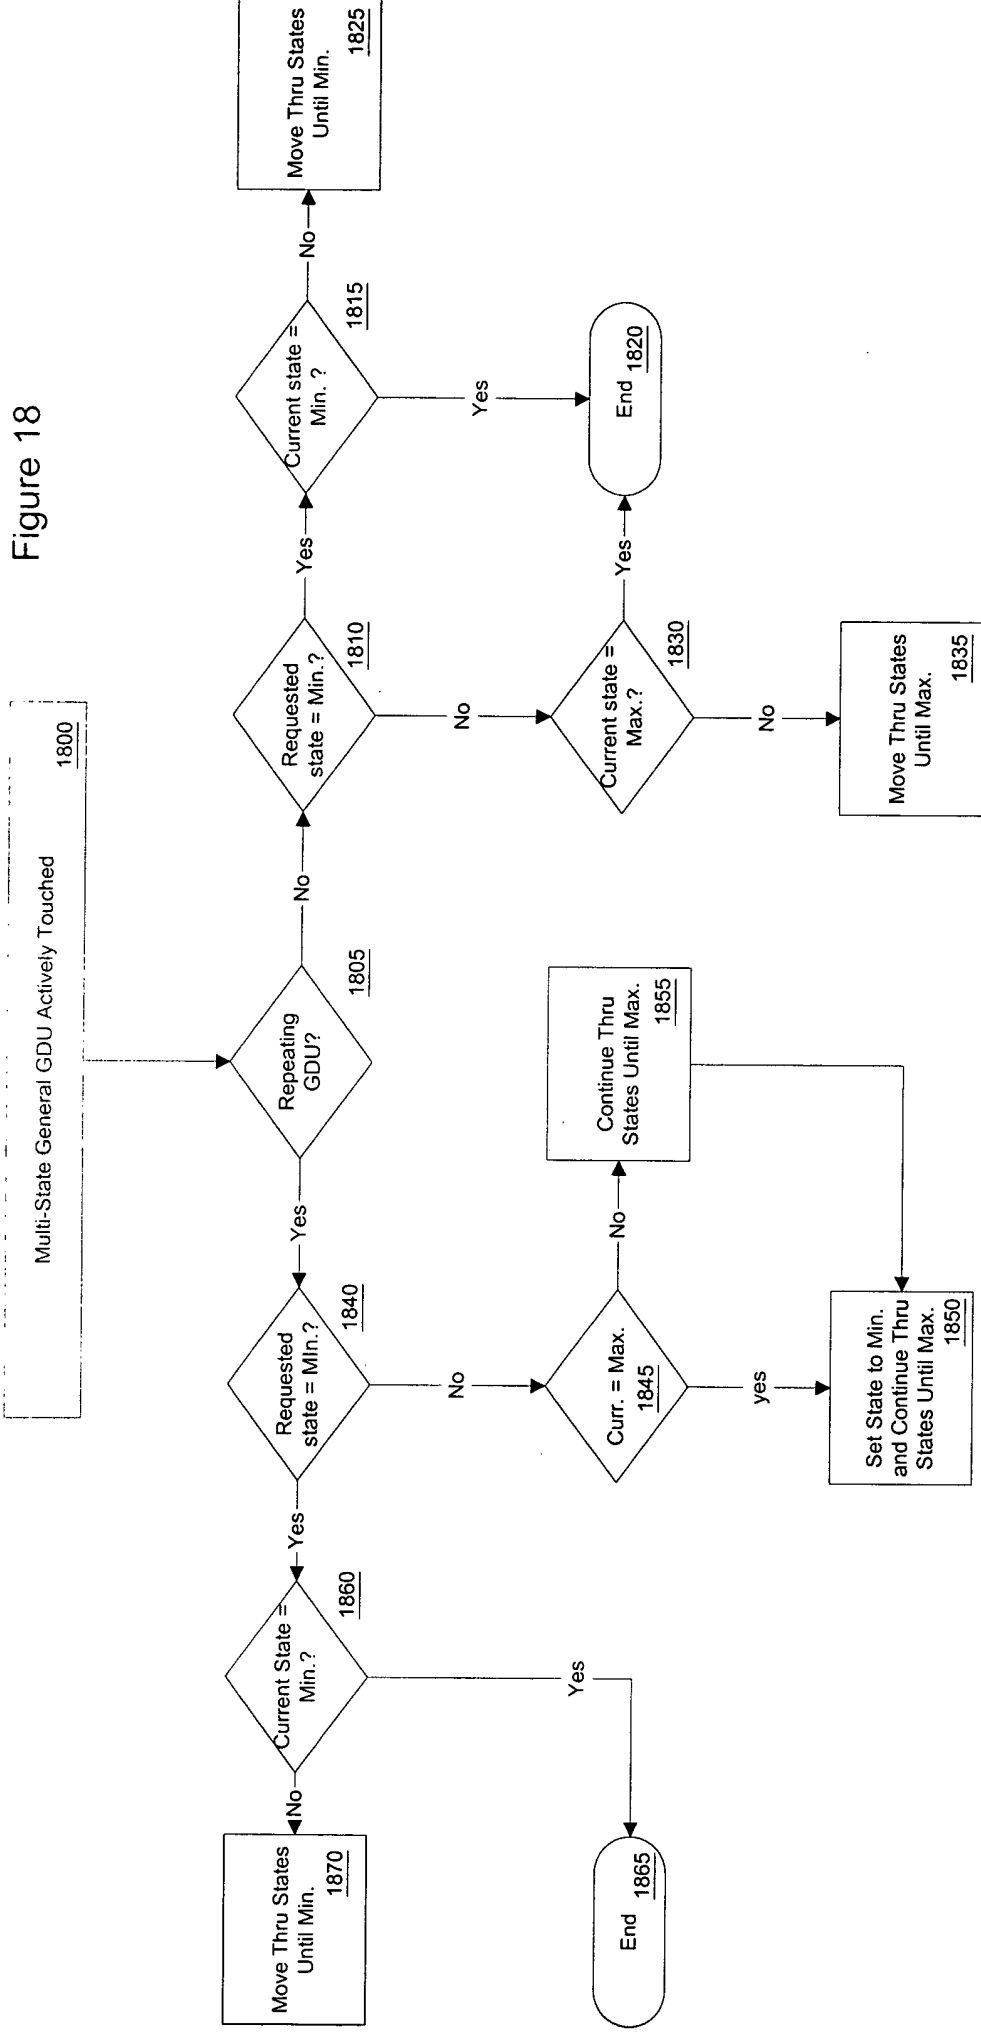 Figure 18
Multi-State General GDU Actively Touched
1800
Repeating
GDU?
1805
No
Yes
Requested
state = Min.?
1810
Yes
No
Current state =
Min. ?
1815
No
Yes
Move Thru States
Until Min.
1825
End
1820
Current state =
Max.?
1830
Yes
No
Move Thru States
Until Max.
1835
Requested
state = MIn.?
1840
Yes
No
Curr. = Max.
1845
No
yes
Continue Thru
States Until Max.
1855
Set State to Min.
and Continue Thru
States Until Max.
1850
Current State =
Min.?
1860
No
Yes
Move Thru States
Until Min.
1870
End
1865